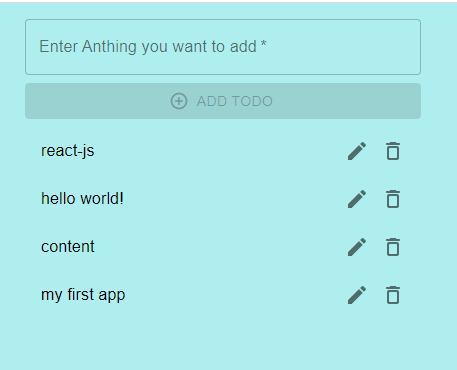 Enter Anthing you want to add *
ADD TODO
react-js
hello world!
content
my first app